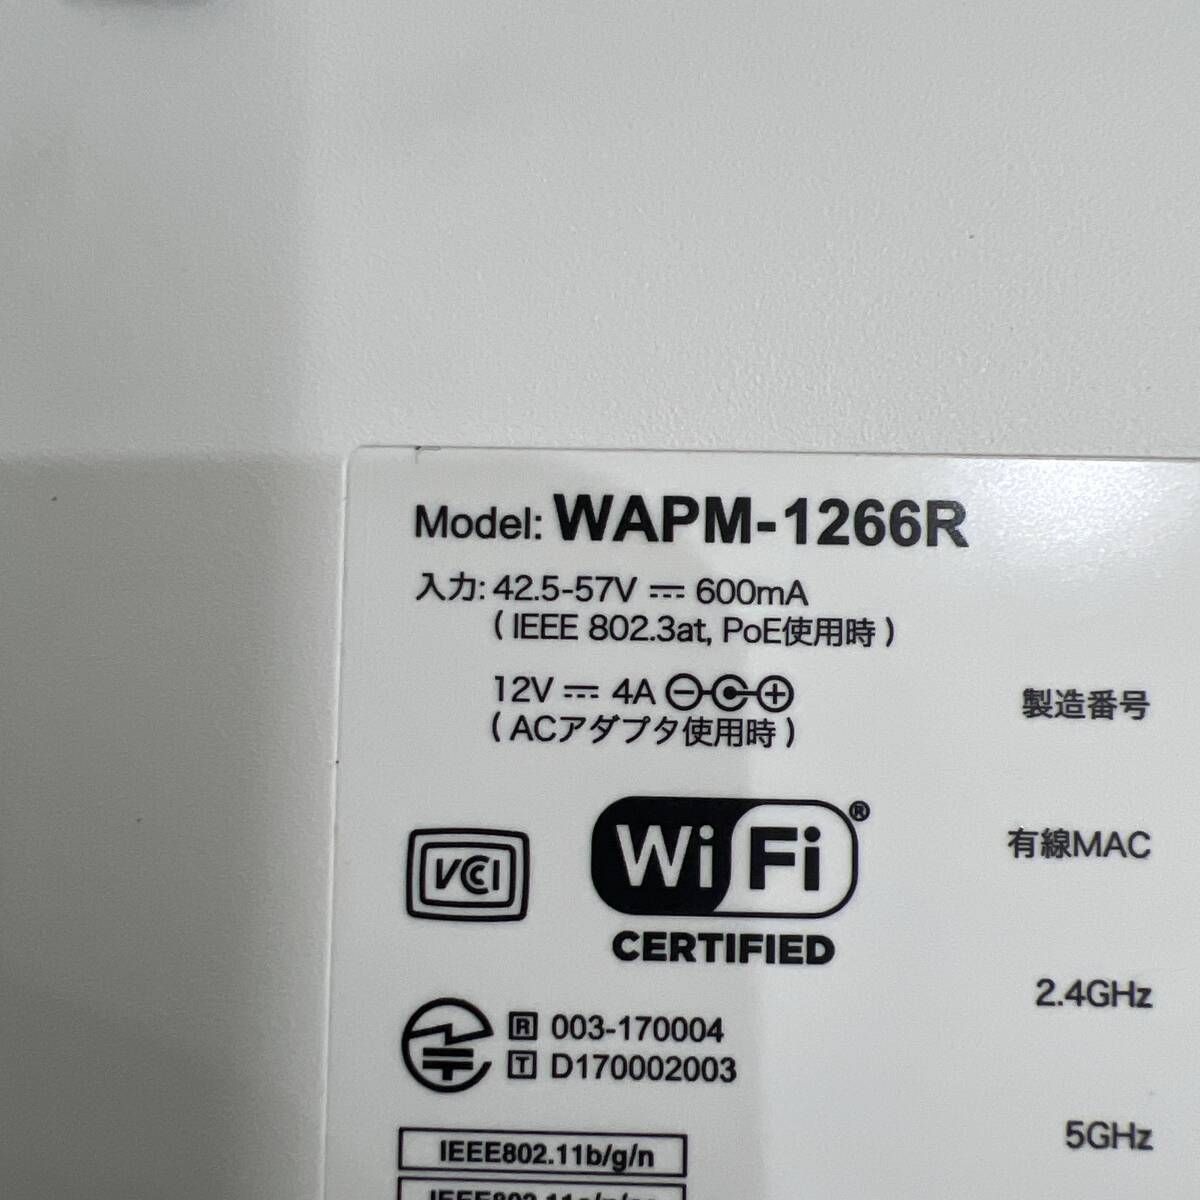 Model: WAPM-1266R
入力: 42.5-57V ⎓ 600mA
( IEEE 802.3at, PoE使用時 )
12V ⎓ 4A
( ACアダプタ使用時 )
製造番号
有線MAC
VCCI
Wi Fi ®
CERTIFIED
2.4GHz
R 003-170004
T D170002003
5GHz
IEEE802.11b/g/n